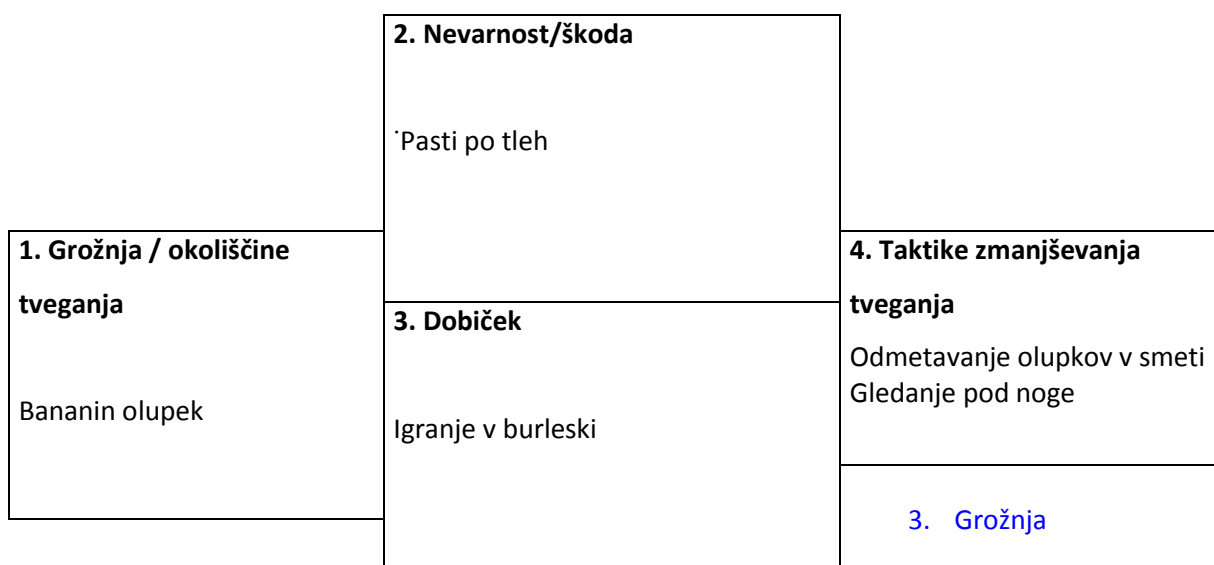 2. Nevarnost/škoda
˙Pasti po tleh
1. Grožnja / okoliščine
tveganja
Bananin olupek
3. Dobiček
Igranje v burleski
4. Taktike zmanjševanja
tveganja
Odmetavanje olupkov v smeti
Gledanje pod noge
3. Grožnja